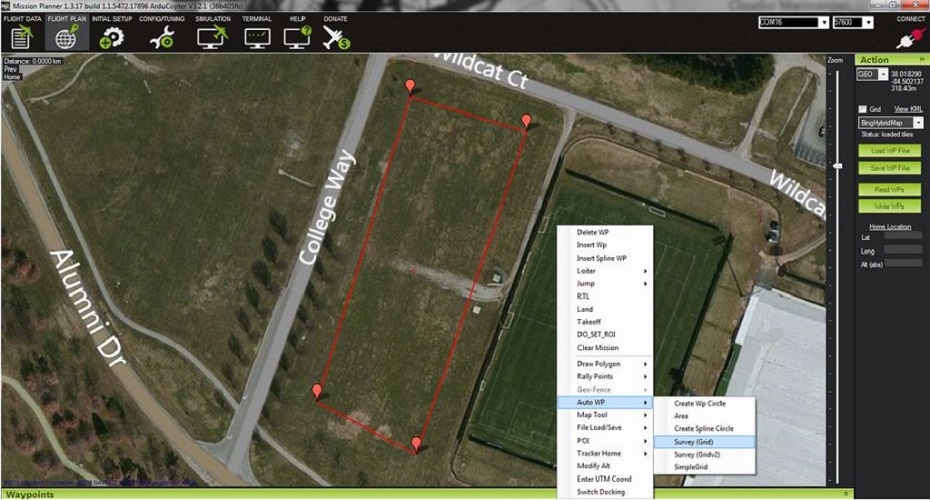 Mission Planner 1.3.17 build 1.1.5472.17896 ArduCopter V3.2.1 (36b405fb)
FLIGHT DATA FLIGHT PLAN INITIAL SETUP CONFIG/TUNING SIMULATION TERMINAL HELP DONATE
COM16 57600 CONNECT
Distance: 0.0000 km
Prev
Home
Zoom
Action »
GEO 38.018290
-84.502137
318.43m
Grid View KML
BingHybridMap
Status: loaded tiles
Load WP File
Save WP File
Read WPs
Write WPs
Home Location
Lat
Long
Alt (abs)
Wildcat Ct
Wildca
College Way
Alumni Dr
Delete WP
Insert Wp
Insert Spline WP
Loiter
Jump
RTL
Land
Takeoff
DO_SET_ROI
Clear Mission
Draw Polygon
Rally Points
Geo-Fence
Auto WP
Map Tool
File Load/Save
POI
Tracker Home
Modify Alt
Enter UTM Coord
Switch Docking
Create Wp Circle
Area
Create Spline Circle
Survey (Grid)
Survey (Gridv2)
SimpleGrid
Waypoints